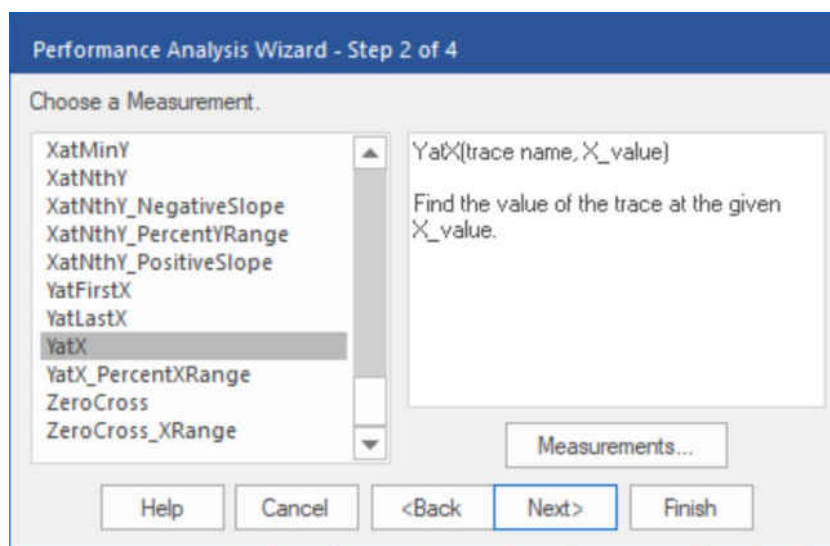 Performance Analysis Wizard - Step 2 of 4
Choose a Measurement.
XatMinY
XatNthY
XatNthY_NegativeSlope
XatNthY_PercentYRange
XatNthY_PositiveSlope
YatFirstX
YatLastX
YatX
YatX_PercentXRange
ZeroCross
ZeroCross_XRange
YatX(trace name, X_value)
Find the value of the trace at the given
X_value.
Measurements...
Help
Cancel
<Back
Next>
Finish